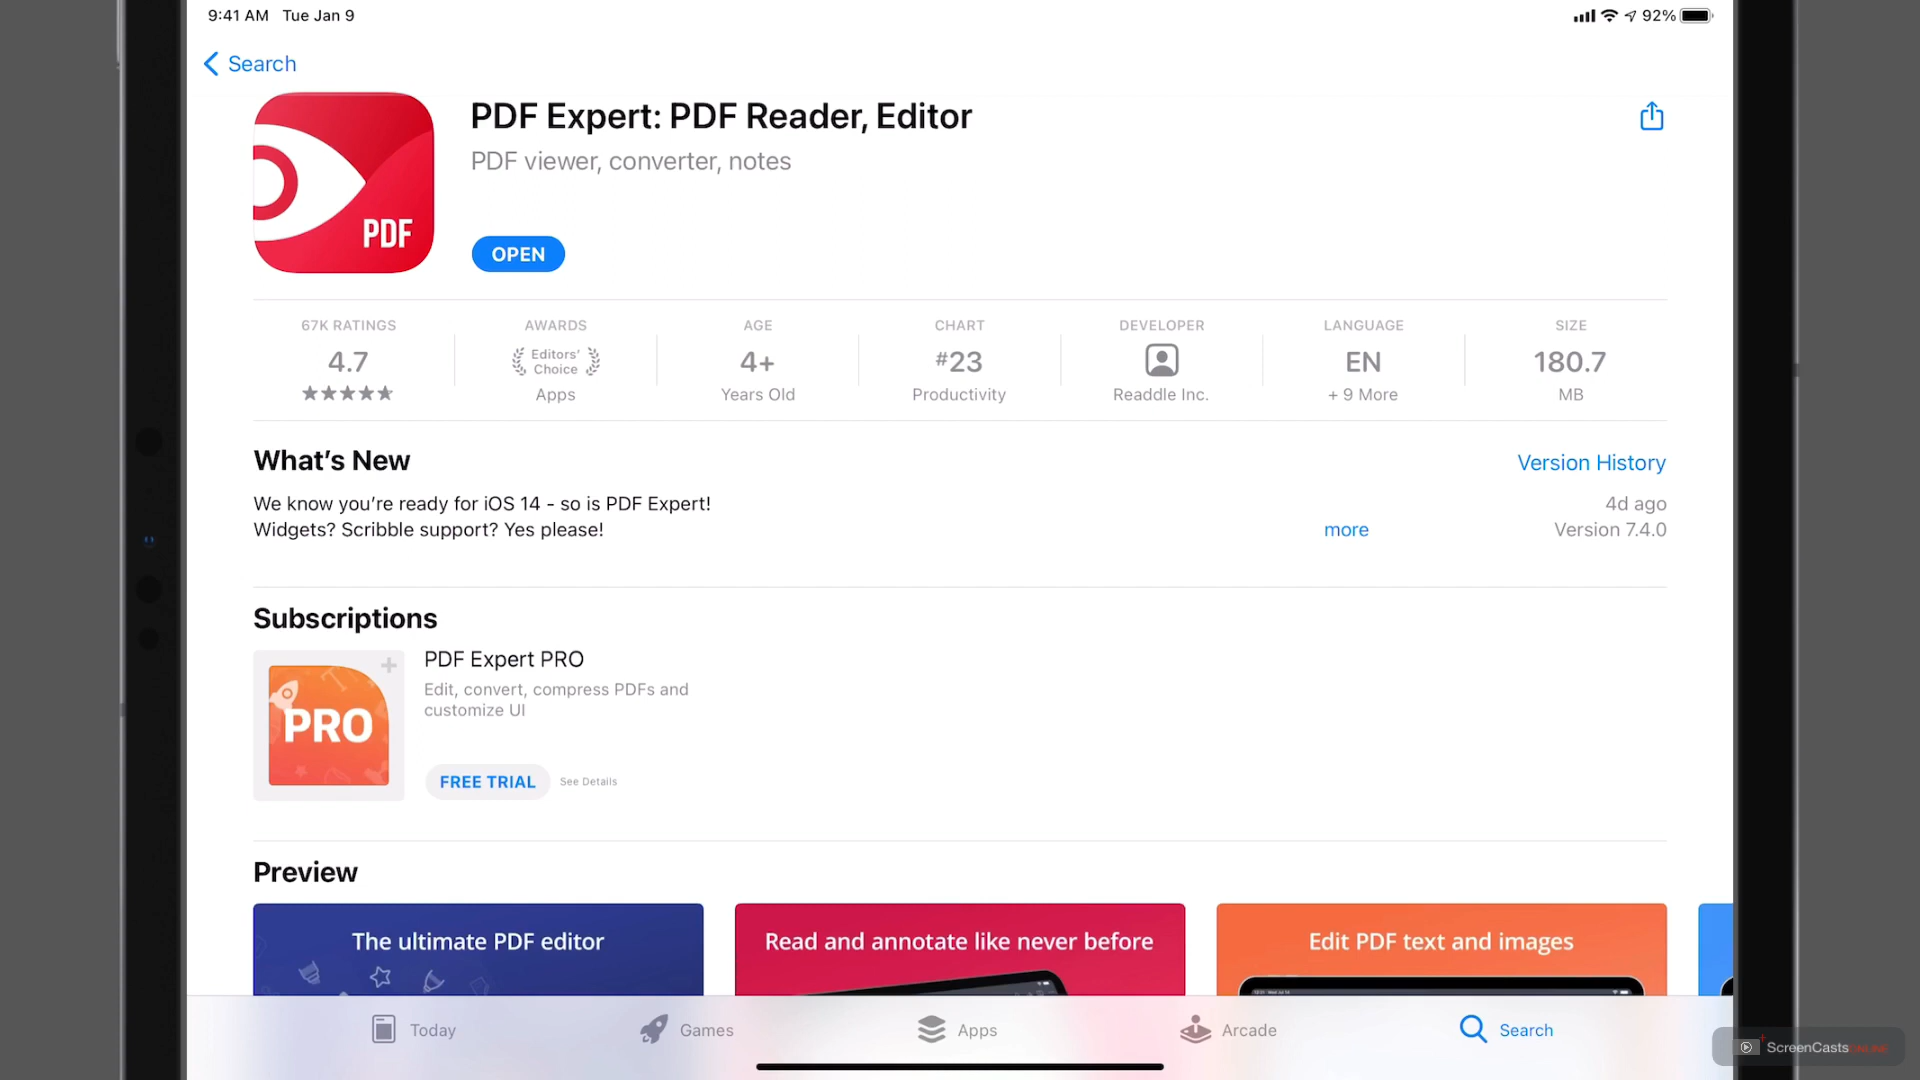 9:41 AM Tue Jan 9
92%
Search
PDF Expert: PDF Reader, Editor
PDF viewer, converter, notes
PDF
OPEN
67K RATINGS
4.7
AWARDS
Editors'
Choice
Apps
AGE
4+
Years Old
CHART
#23
Productivity
DEVELOPER
Readdle Inc.
LANGUAGE
EN
+ 9 More
SIZE
180.7
MB
What's New
Version History
We know you're ready for iOS 14 - so is PDF Expert!
4d ago
Widgets? Scribble support? Yes please!
more
Version 7.4.0
Subscriptions
PDF Expert PRO
Edit, convert, compress PDFs and
customize UI
PRO
FREE TRIAL
See Details
Preview
The ultimate PDF editor
Read and annotate like never before
Edit PDF text and images
Today
Games
Apps
Arcade
Search
ScreenCastsONLINE